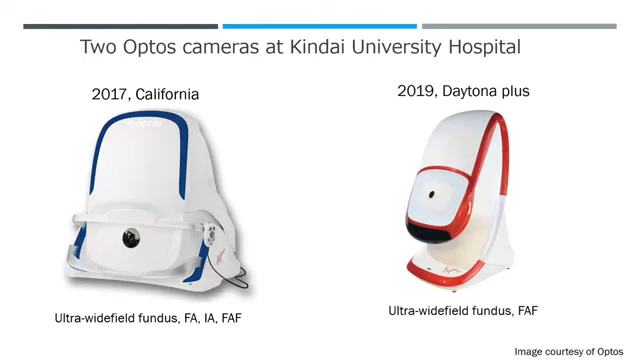 Two Optos cameras at Kindai University Hospital
2017, California
2019, Daytona plus
Ultra-widefield fundus, FA, IA, FAF
Ultra-widefield fundus, FAF
Image courtesy of Optos